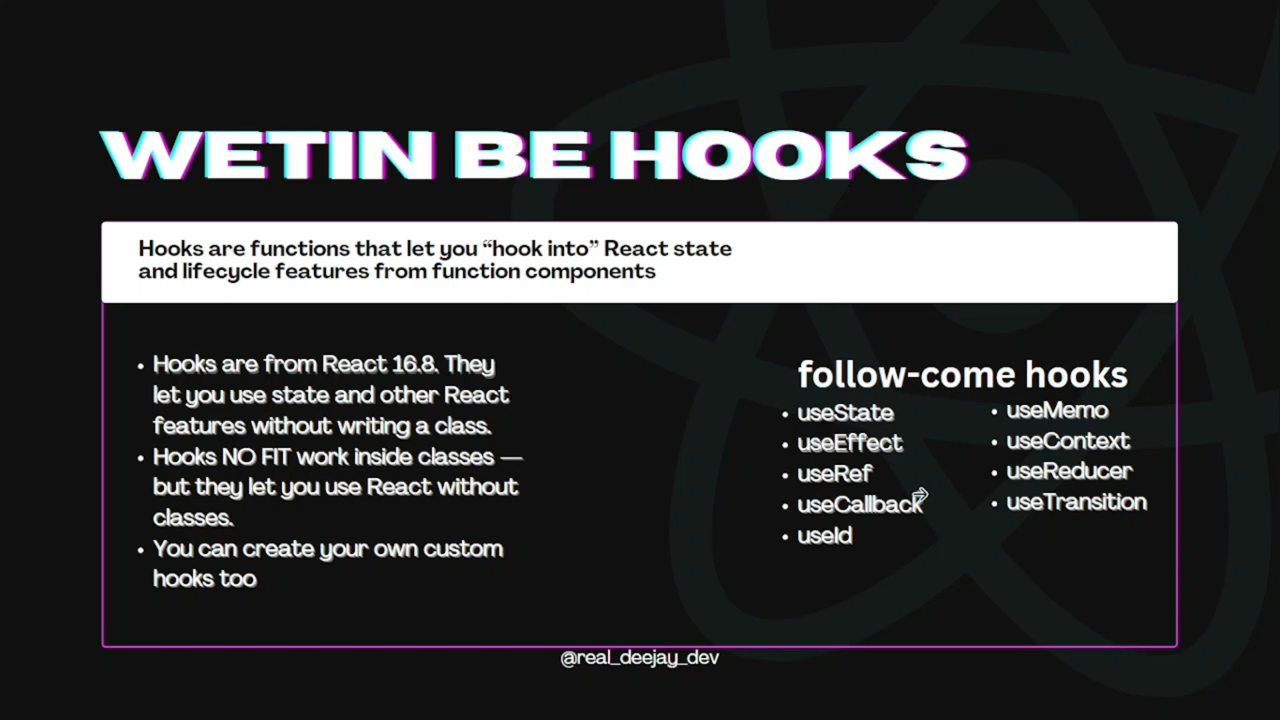 WETIN BE HOOKS
Hooks are functions that let you “hook into” React state
and lifecycle features from function components
• Hooks are from React 16.8. They
let you use state and other React
features without writing a class.
• Hooks NO FIT work inside classes —
but they let you use React without
classes.
• You can create your own custom
hooks too
follow-come hooks
• useState
• useEffect
• useRef
• useCallback
• useId
• useMemo
• useContext
• useReducer
• useTransition
@real_deejay_dev